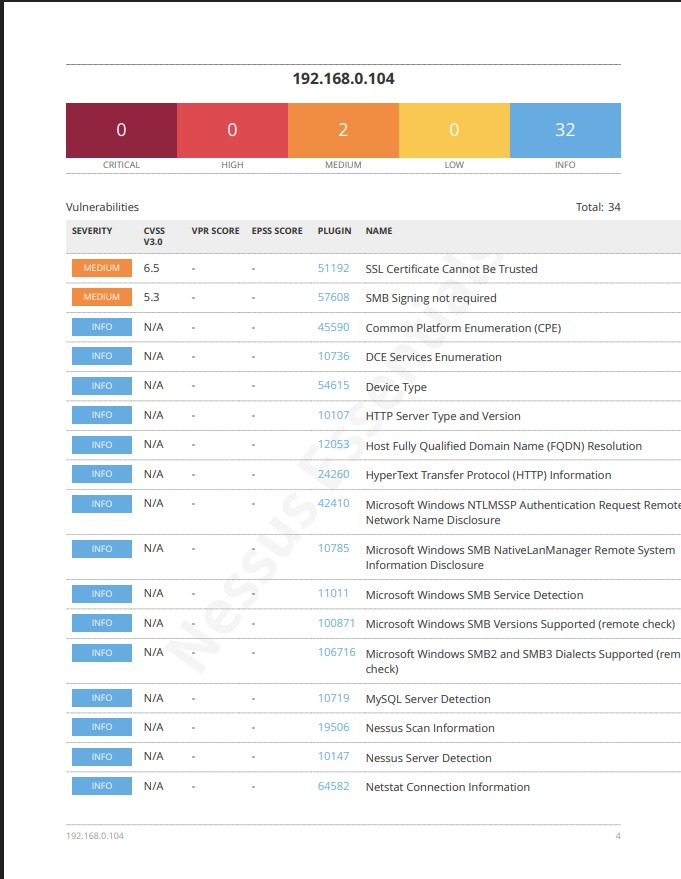 192.168.0.104
0 0 2 0 32
CRITICAL HIGH MEDIUM LOW INFO
Vulnerabilities Total: 34
SEVERITY CVSS V3.0 VPR SCORE EPSS SCORE PLUGIN NAME
MEDIUM 6.5 - - 51192 SSL Certificate Cannot Be Trusted
MEDIUM 5.3 - - 57608 SMB Signing not required
INFO N/A - - 45590 Common Platform Enumeration (CPE)
INFO N/A - - 10736 DCE Services Enumeration
INFO N/A - - 54615 Device Type
INFO N/A - - 10107 HTTP Server Type and Version
INFO N/A - - 12053 Host Fully Qualified Domain Name (FQDN) Resolution
INFO N/A - - 24260 HyperText Transfer Protocol (HTTP) Information
INFO N/A - - 42410 Microsoft Windows NTLMSSP Authentication Request Remote
Network Name Disclosure
INFO N/A - - 10785 Microsoft Windows SMB NativeLanManager Remote System
Information Disclosure
INFO N/A - - 11011 Microsoft Windows SMB Service Detection
INFO N/A - - 100871 Microsoft Windows SMB Versions Supported (remote check)
INFO N/A - - 106716 Microsoft Windows SMB2 and SMB3 Dialects Supported (rem
check)
INFO N/A - - 10719 MySQL Server Detection
INFO N/A - - 19506 Nessus Scan Information
INFO N/A - - 10147 Nessus Server Detection
INFO N/A - - 64582 Netstat Connection Information
Nessus Essentials
192.168.0.104 4